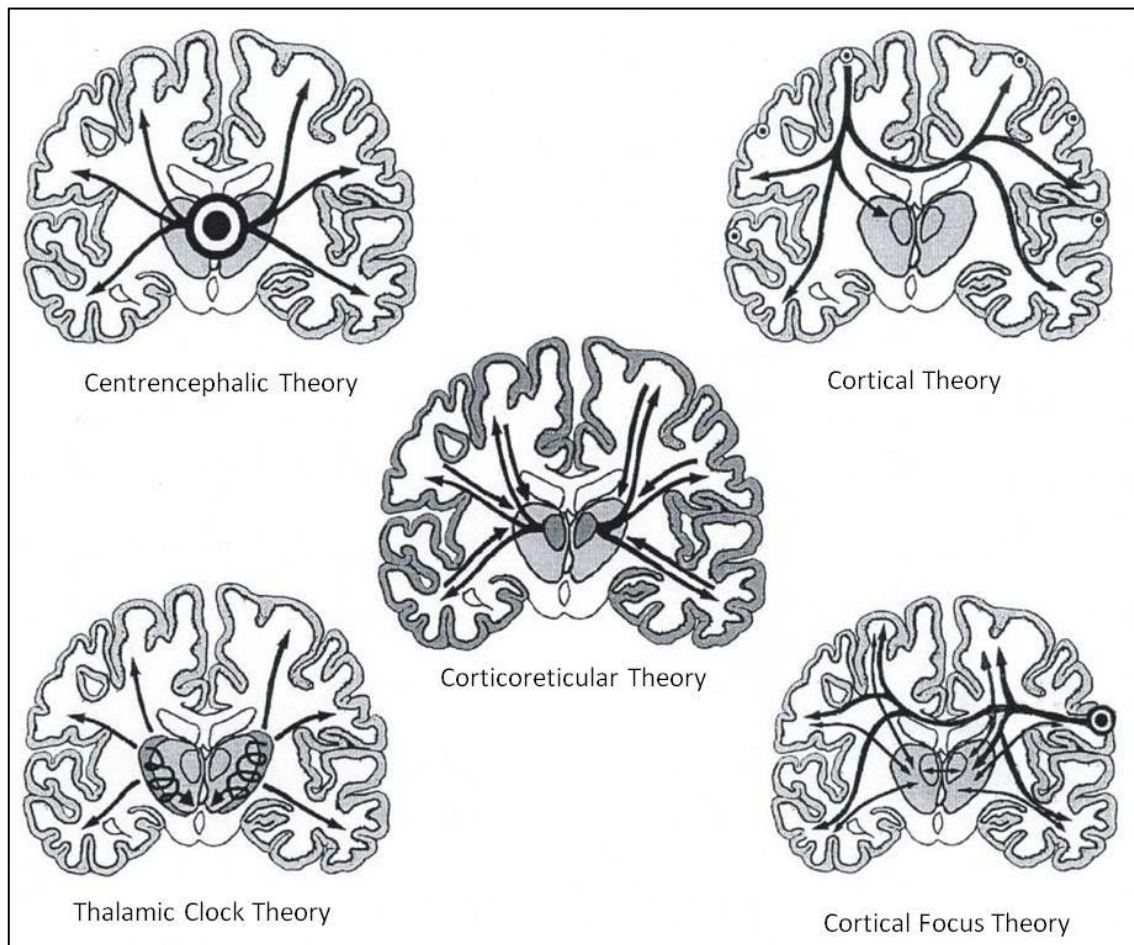 Centrencephalic Theory
Cortical Theory
Corticoreticular Theory
Thalamic Clock Theory
Cortical Focus Theory